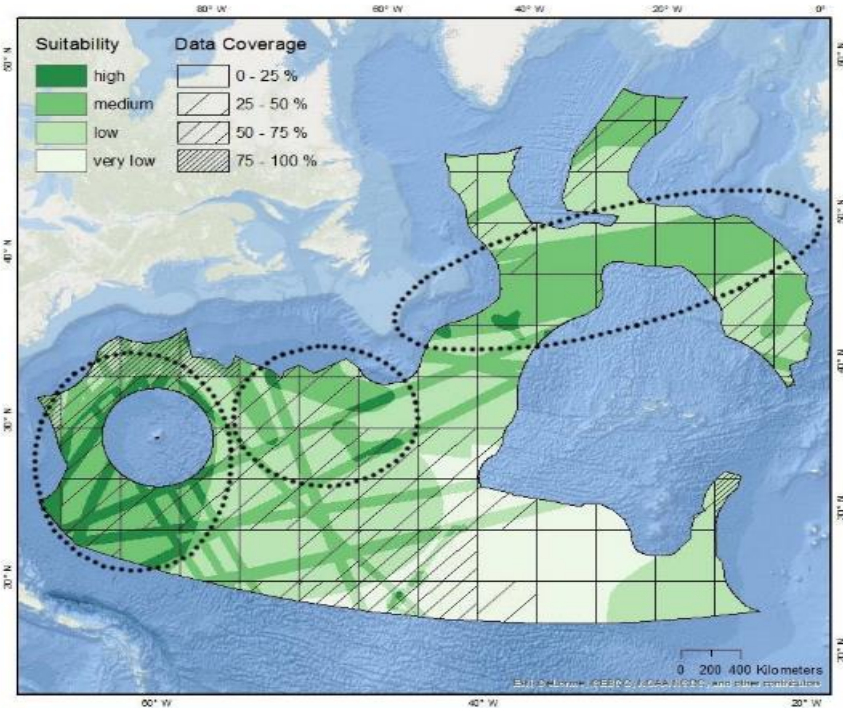 80° W 60° W 40° W 20° W 0°
Suitability Data Coverage
high 0 - 25 %
medium 25 - 50 %
low 50 - 75 %
very low 75 - 100 %
50° N
40° N
30° N
20° N
0 200 400 Kilometers
60° W 40° W 20° W